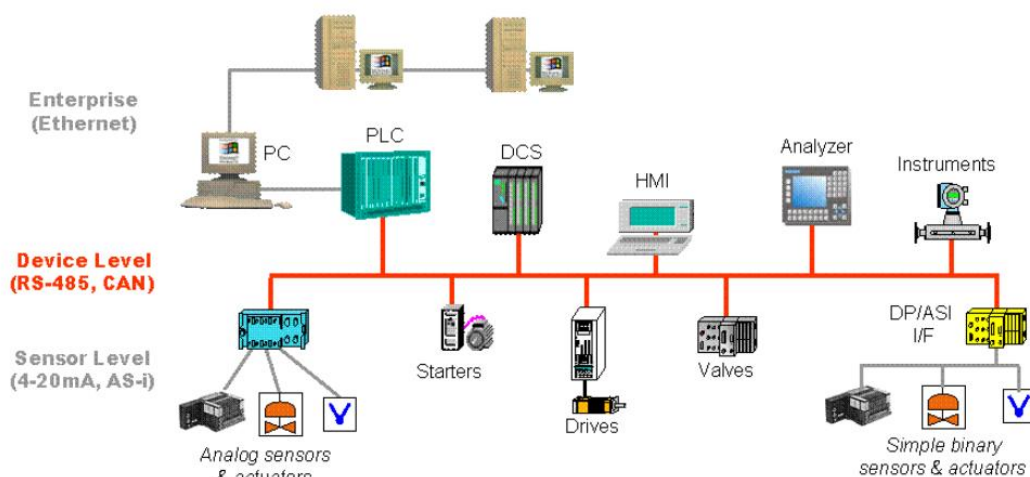 Enterprise
(Ethernet)
PC
PLC
DCS
HMI
Analyzer
Instruments
Device Level
(RS-485, CAN)
Sensor Level
(4-20mA, AS-i)
Starters
Drives
Valves
DP/ASI
I/F
Analog sensors
& actuators
Simple binary
sensors & actuators